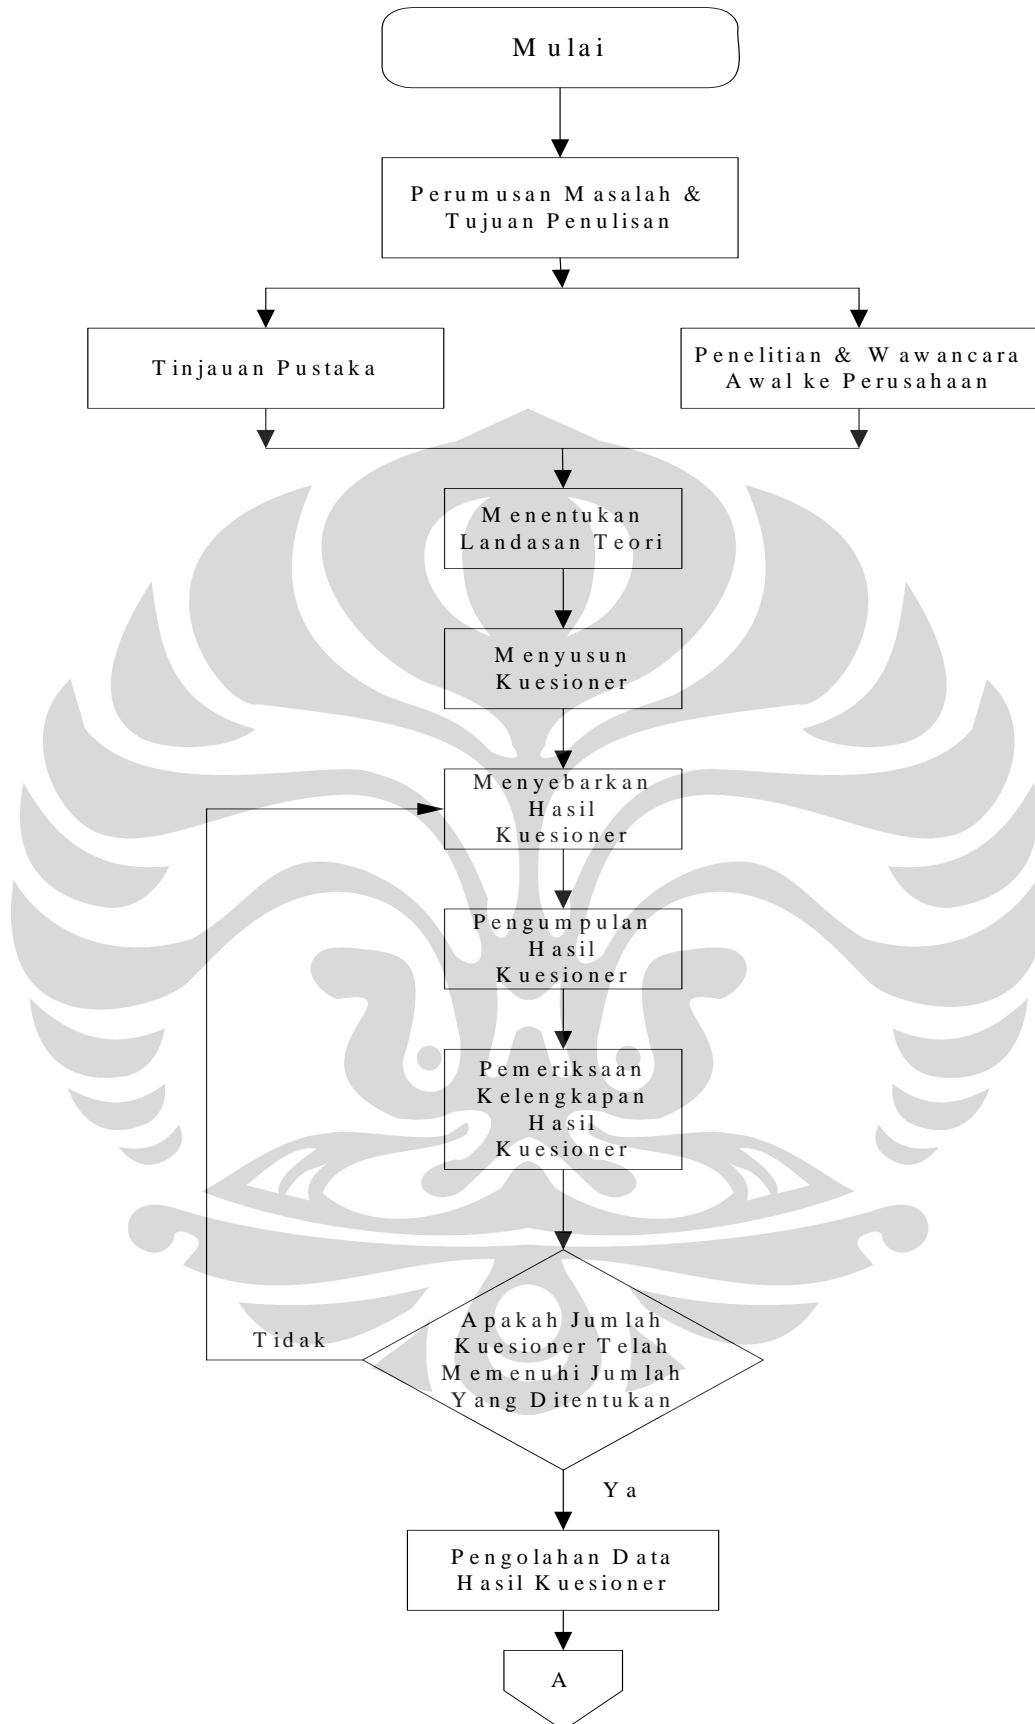 Mulai
Perumusan Masalah &
Tujuan Penulisan
Tinjauan Pustaka
Penelitian & Wawancara
Awal ke Perusahaan
Menentukan
Landasan Teori
Menyusun
Kuesioner
Menyebarkan
Hasil
Kuesioner
Pengumpulan
Hasil
Kuesioner
Pemeriksaan
Kelengkapan
Hasil
Kuesioner
Apakah Jumlah
Kuesioner Telah
Memenuhi Jumlah
Yang Ditentukan
Tidak
Ya
Pengolahan Data
Hasil Kuesioner
A